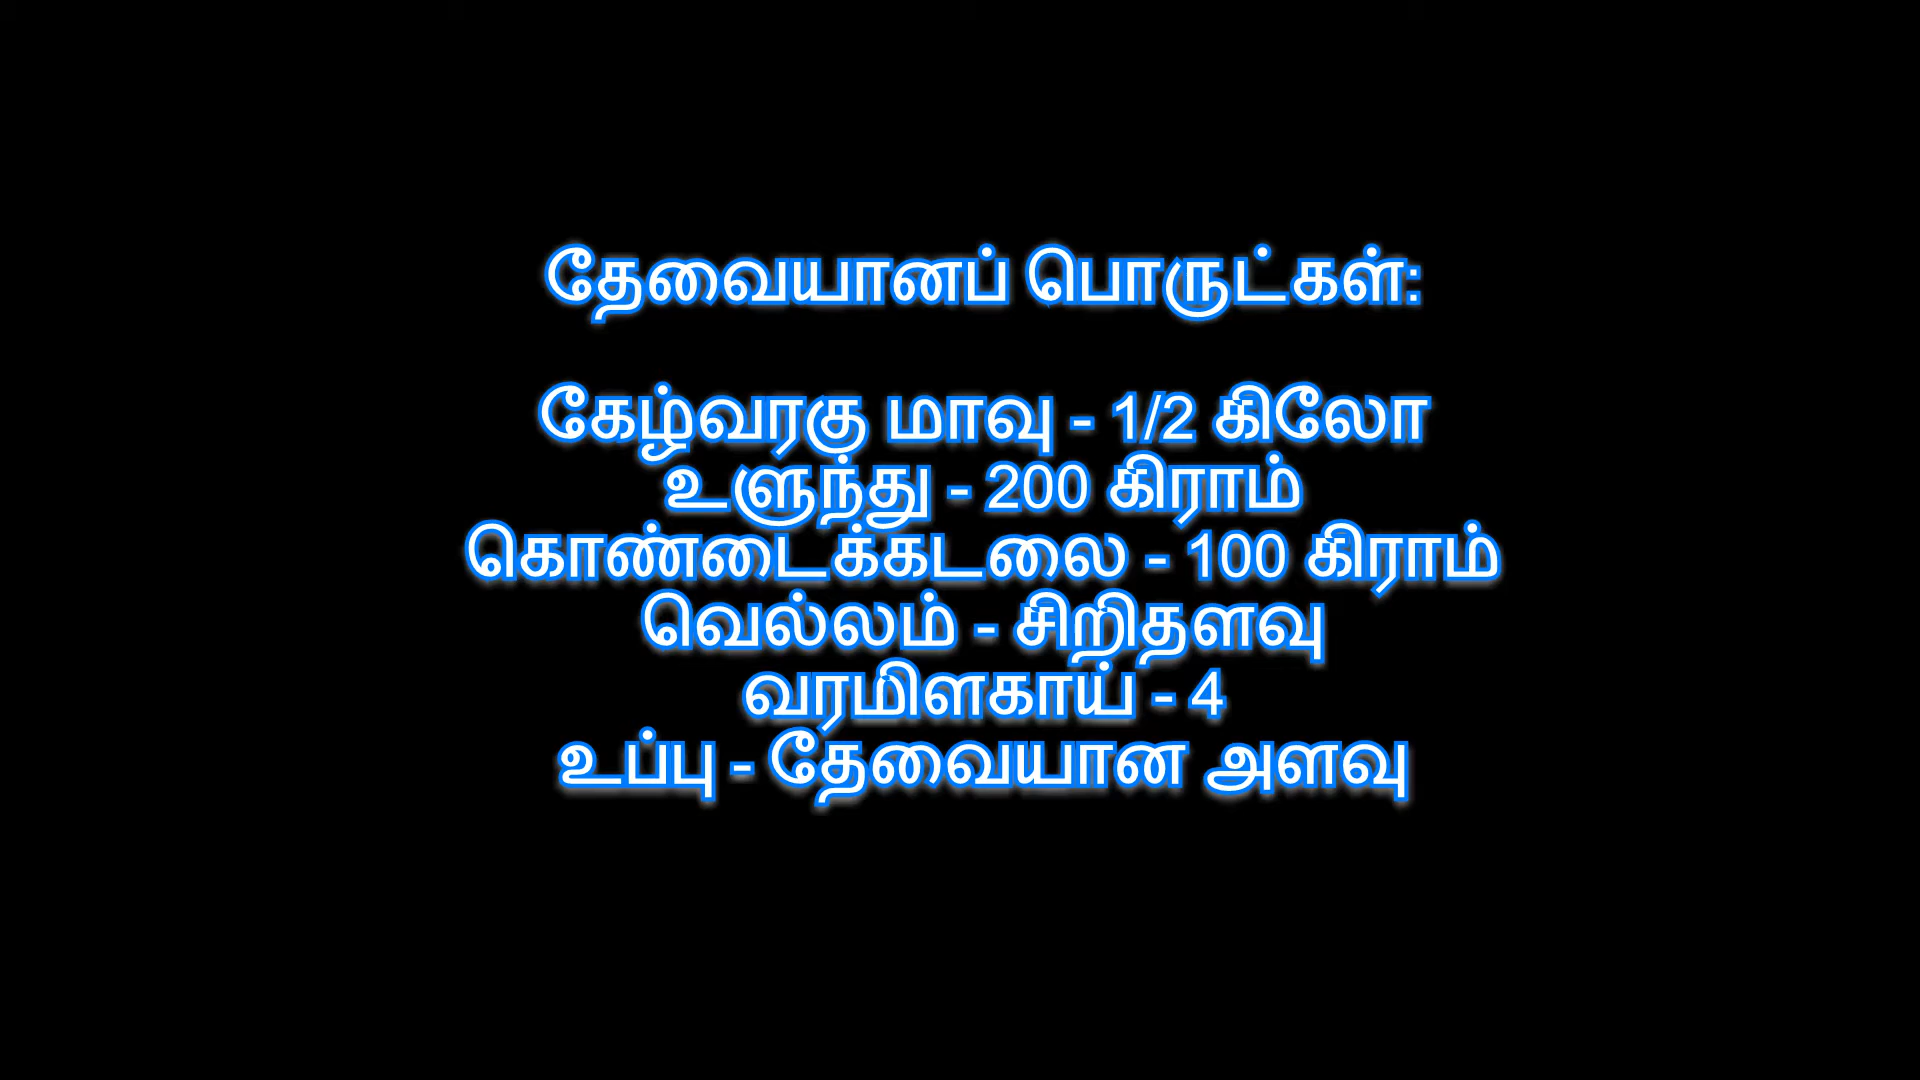 தேவையானப் பொருட்கள்:
கேழ்வரகு மாவு - 1/2 கிலோ
உளுந்து - 200 கிராம்
கொண்டைக்கடலை - 100 கிராம்
வெல்லம் - சிறிதளவு
வரமிளகாய் - 4
உப்பு - தேவையான அளவு